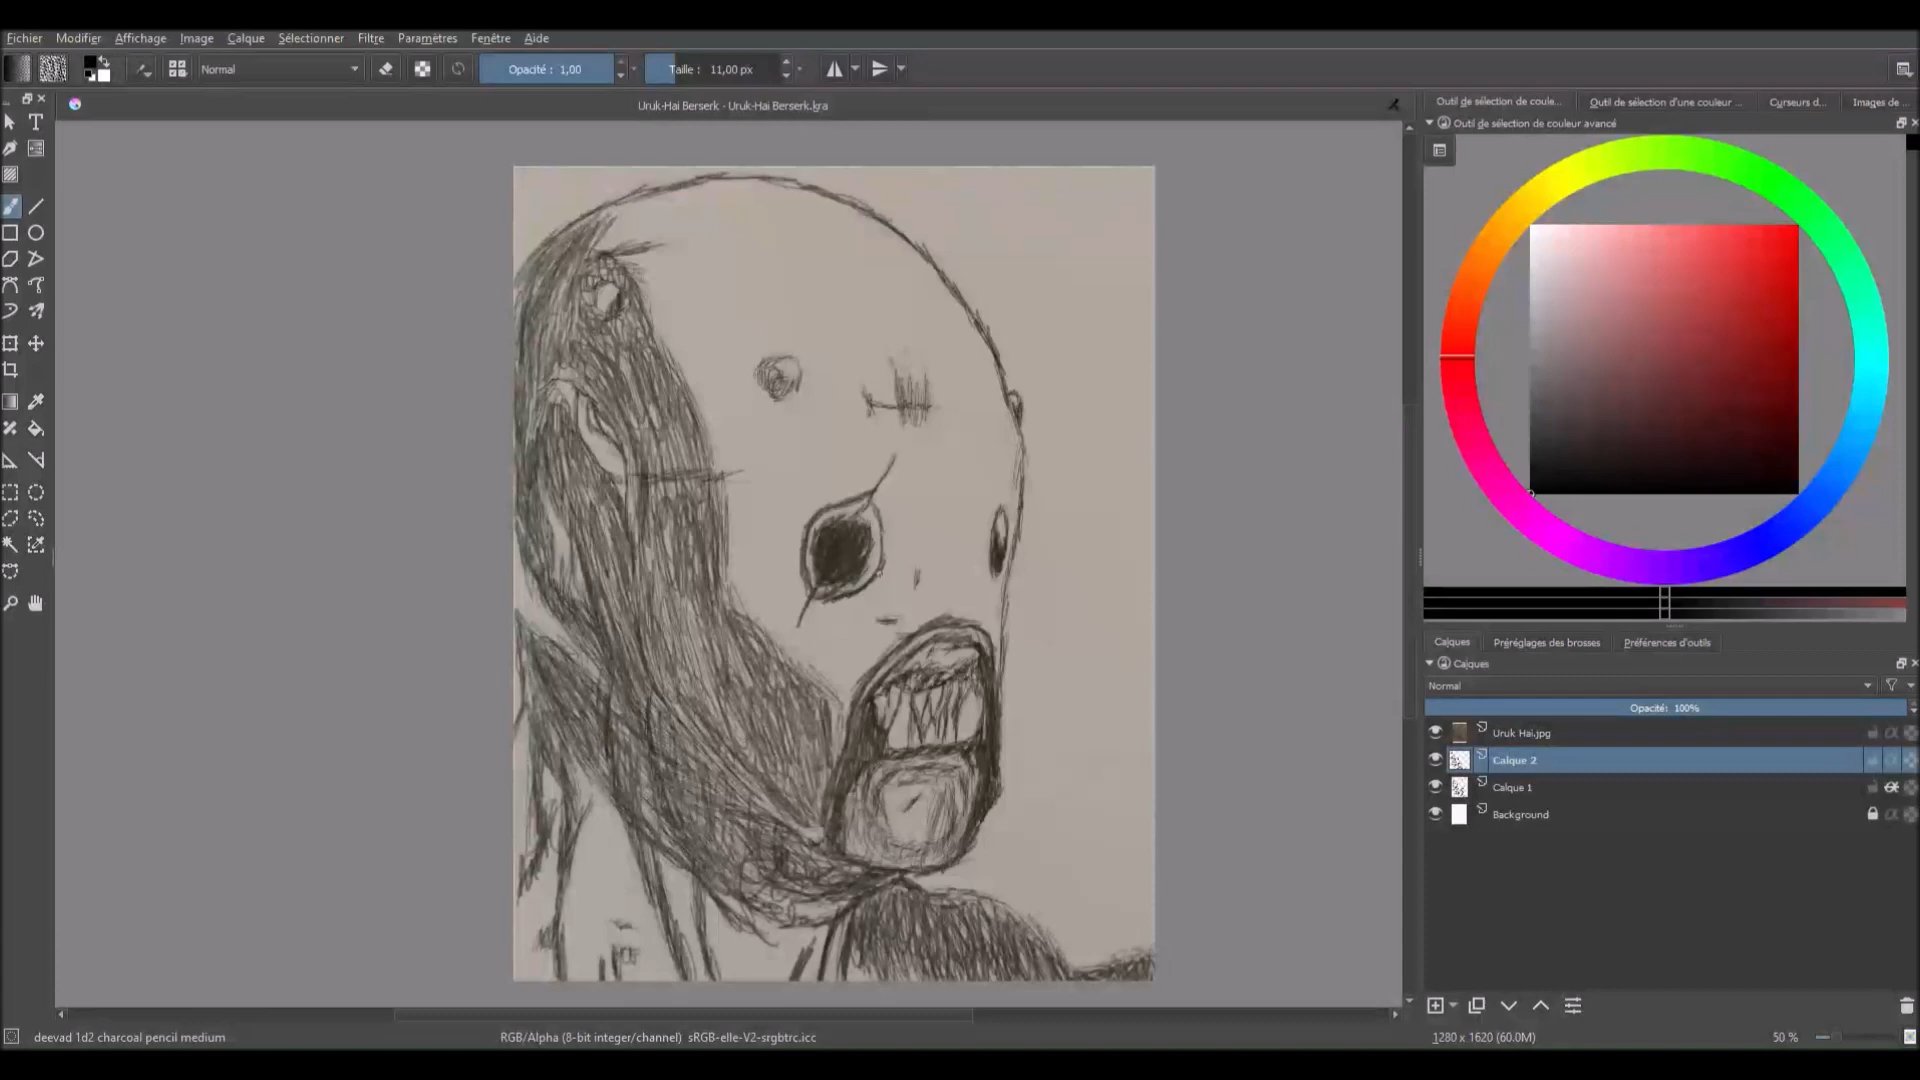 Fichier Modifier Affichage Image Calque Sélectionner Filtre Paramètres Fenêtre Aide
Normal Opacité : 1,00 Taille : 11,00 px
Uruk-Hai Berserk - Uruk-Hai Berserk.kra
Outil de sélection de coule... Outil de sélection d'une couleur ... Curseurs d... Images de ...
Outil de sélection de couleur avancé
Calques Préréglages des brosses Préférences d'outils
Calques
Normal
Opacité: 100%
Uruk Hai.jpg
Calque 2
Calque 1
Background
deevad 1d2 charcoal pencil medium RGB/Alpha (8-bit integer/channel) sRGB-elle-V2-srgbtrc.icc 1280 x 1620 (60.0M) 50 %